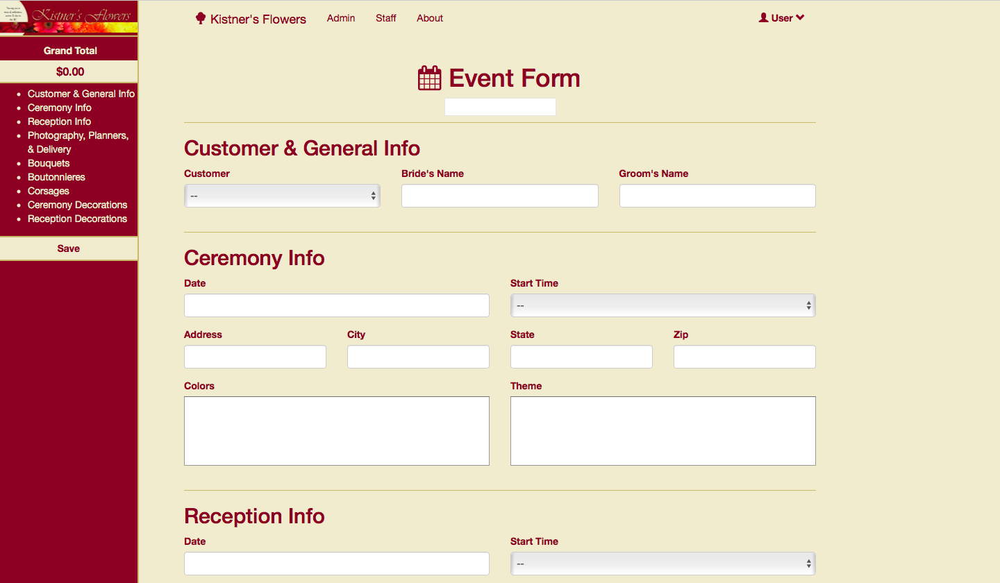 Kistner's Flowers
Grand Total
$0.00
Customer & General Info
Ceremony Info
Reception Info
Photography, Planners,
& Delivery
Bouquets
Boutonnieres
Corsages
Ceremony Decorations
Reception Decorations
Save
Kistner's Flowers Admin Staff About User
Event Form
Customer & General Info
Customer Bride's Name Groom's Name
--
Ceremony Info
Date Start Time
--
Address City State Zip
Colors Theme
Reception Info
Date Start Time
--